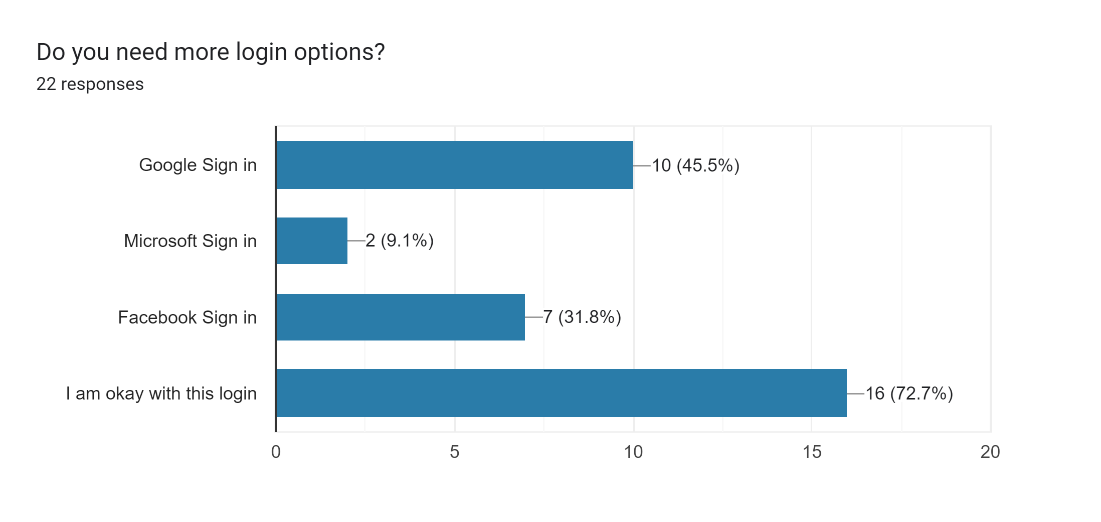 Do you need more login options?
22 responses
Google Sign in
10 (45.5%)
Microsoft Sign in
2 (9.1%)
Facebook Sign in
7 (31.8%)
I am okay with this login
16 (72.7%)
0 5 10 15 20